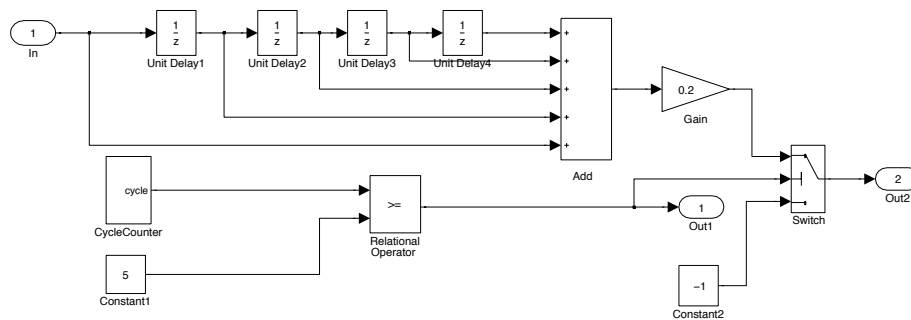 1
In
1
z
Unit Delay1
1
z
Unit Delay2
1
z
Unit Delay3
1
z
Unit Delay4
+
+
+
+
+
Add
0.2
Gain
cycle
CycleCounter
5
Constant1
>=
Relational
Operator
1
Out1
−1
Constant2
Switch
2
Out2